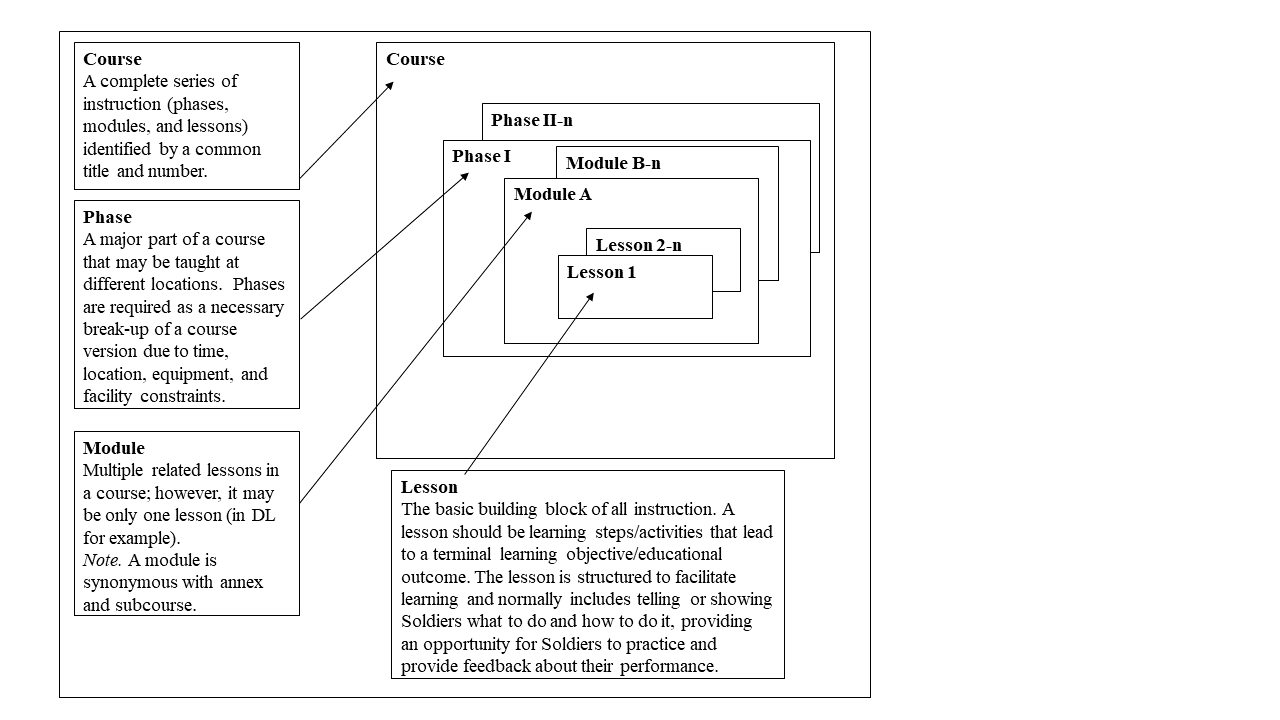 Course
A complete series of
instruction (phases,
modules, and lessons)
identified by a common
title and number.
Phase
A major part of a course
that may be taught at
different locations.  Phases
are required as a necessary
break-up of a course
version due to time,
location, equipment, and
facility constraints.
Module
Multiple related lessons in
a course; however, it may
be only one lesson (in DL
for example).
Note. A module is
synonymous with annex
and subcourse.
Course
Phase II-n
Phase I
Module B-n
Module A
Lesson 2-n
Lesson 1
Lesson
The basic building block of all instruction. A
lesson should be learning steps/activities that lead
to a terminal learning objective/educational
outcome. The lesson is structured to facilitate
learning and normally includes telling or showing
Soldiers what to do and how to do it, providing
an opportunity for Soldiers to practice and
provide feedback about their performance.